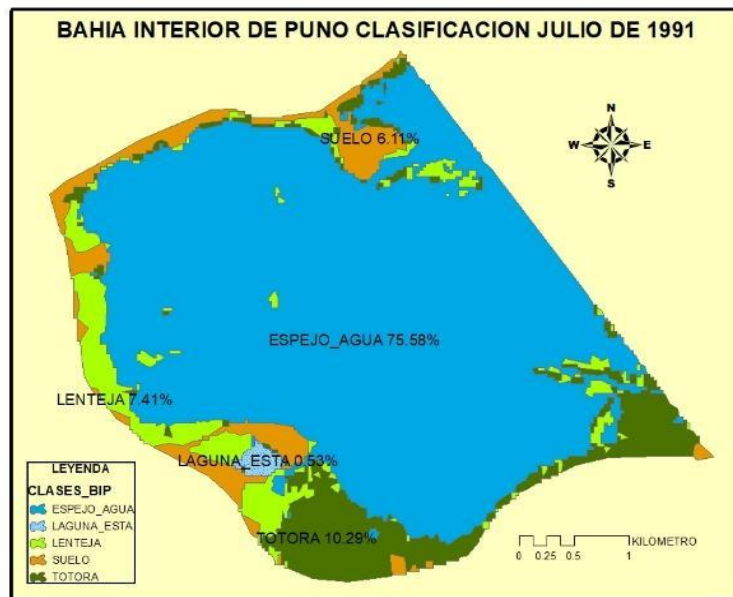 BAHIA INTERIOR DE PUNO CLASIFICACION JULIO DE 1991
N
W E
S
SUELO 6.11%
ESPEJO_AGUA 75.58%
LENTEJA 7.41%
LAGUNA_ESTA 0.53%
TOTORA 10.29%
LEYENDA
CLASES_BIP
ESPEJO_AGUA
LAGUNA_ESTA
LENTEJA
SUELO
TOTORA
KILOMETRO
0 0.25 0.5 1